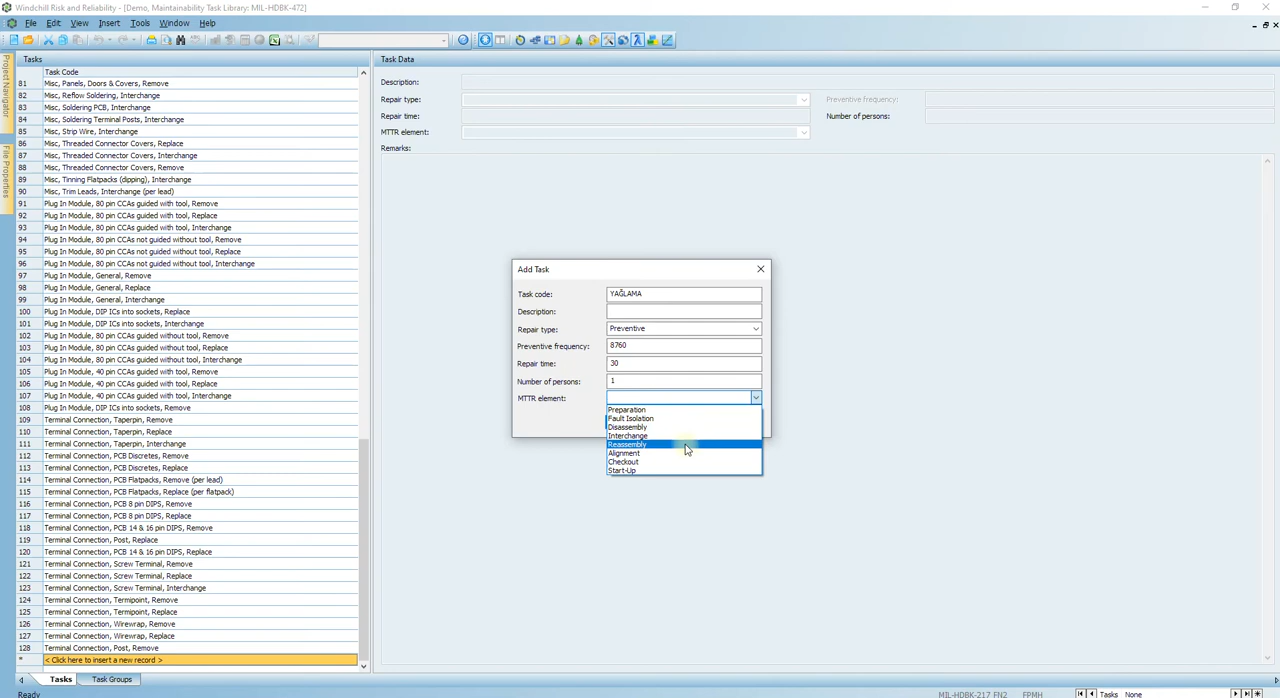 Windchill Risk and Reliability - [Demo, Maintainability Task Library: MIL-HDBK-472]
File Edit View Insert Tools Window Help
Project Navigator
File Properties
Tasks
Task Code
81 Misc, Panels, Doors & Covers, Remove
82 Misc, Reflow Soldering, Interchange
83 Misc, Soldering PCB, Interchange
84 Misc, Soldering Terminal Posts, Interchange
85 Misc, Strip Wire, Interchange
86 Misc, Threaded Connector Covers, Replace
87 Misc, Threaded Connector Covers, Interchange
88 Misc, Threaded Connector Covers, Remove
89 Misc, Tinning Flatpacks (dipping), Interchange
90 Misc, Trim Leads, Interchange (per lead)
91 Plug In Module, 80 pin CCAs guided with tool, Remove
92 Plug In Module, 80 pin CCAs guided with tool, Replace
93 Plug In Module, 80 pin CCAs guided with tool, Interchange
94 Plug In Module, 80 pin CCAs not guided without tool, Remove
95 Plug In Module, 80 pin CCAs not guided without tool, Replace
96 Plug In Module, 80 pin CCAs not guided without tool, Interchange
97 Plug In Module, General, Remove
98 Plug In Module, General, Replace
99 Plug In Module, General, Interchange
100 Plug In Module, DIP ICs into sockets, Replace
101 Plug In Module, DIP ICs into sockets, Interchange
102 Plug In Module, 80 pin CCAs guided without tool, Remove
103 Plug In Module, 80 pin CCAs guided without tool, Replace
104 Plug In Module, 80 pin CCAs guided without tool, Interchange
105 Plug In Module, 40 pin CCAs guided without tool, Remove
106 Plug In Module, 40 pin CCAs guided without tool, Replace
107 Plug In Module, 40 pin CCAs guided without tool, Interchange
108 Plug In Module, DIP ICs into sockets, Remove
109 Terminal Connection, Taperpin, Remove
110 Terminal Connection, Taperpin, Replace
111 Terminal Connection, Taperpin, Interchange
112 Terminal Connection, PCB Discretes, Remove
113 Terminal Connection, PCB Discretes, Replace
114 Terminal Connection, PCB Flatpacks, Remove (per lead)
115 Terminal Connection, PCB Flatpacks, Replace (per flatpack)
116 Terminal Connection, PCB 8 pin DIPS, Remove
117 Terminal Connection, PCB 8 pin DIPS, Replace
118 Terminal Connection, PCB 14 & 16 pin DIPS, Remove
119 Terminal Connection, Post, Replace
120 Terminal Connection, PCB 14 & 16 pin DIPS, Replace
121 Terminal Connection, Screw Terminal, Remove
122 Terminal Connection, Screw Terminal, Replace
123 Terminal Connection, Screw Terminal, Interchange
124 Terminal Connection, Termipoint, Remove
125 Terminal Connection, Termipoint, Replace
126 Terminal Connection, Wirewrap, Remove
127 Terminal Connection, Wirewrap, Replace
128 Terminal Connection, Post, Remove
* < Click here to insert a new record >
Tasks Task Groups
Task Data
Description:
Repair type: Preventive frequency:
Repair time: Number of persons:
MTTR element:
Remarks:
Add Task
Task code: YAĞLAMA
Description:
Repair type: Preventive
Preventive frequency: 8760
Repair time: 30
Number of persons: 1
MTTR element:
Preparation
Fault Isolation
Disassembly
Interchange
Reassembly
Alignment
Checkout
Start-Up
Ready MIL-HDBK-217 FN2 FPMH Tasks None